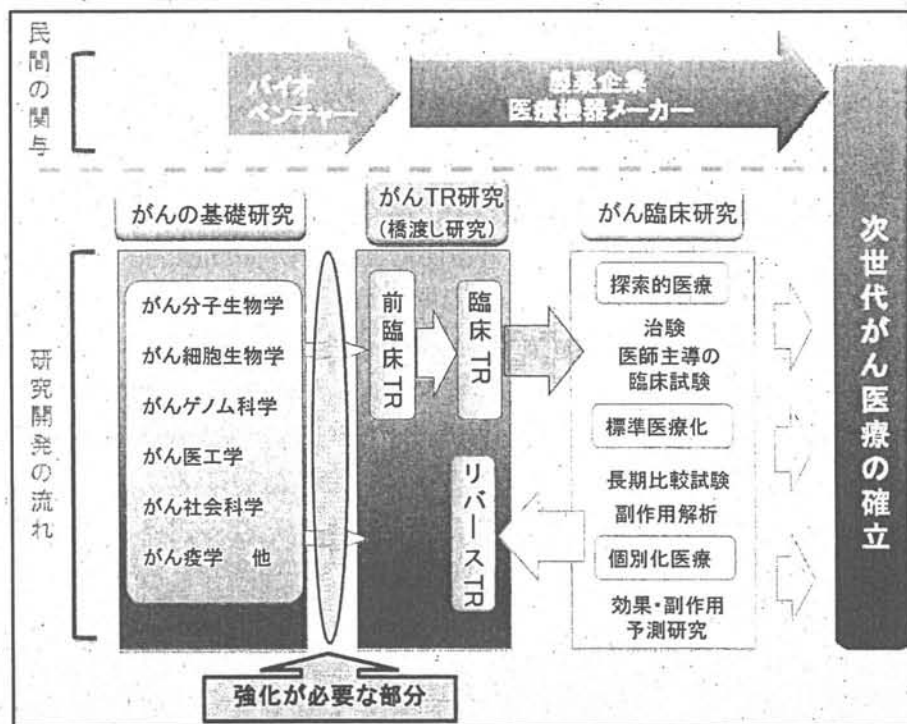 民間の関与
バイオ
ベンチャー
製薬企業
医療機器メーカー
がんの基礎研究
がんTR研究
(橋渡し研究)
がん臨床研究
研究開発の流れ
がん分子生物学
がん細胞生物学
がんゲノム科学
がん医工学
がん社会科学
がん疫学 他
前臨床TR
臨床TR
リバースTR
探索的医療
治験
医師主導の
臨床試験
標準医療化
長期比較試験
副作用解析
個別化医療
効果・副作用
予測研究
次世代がん医療の確立
強化が必要な部分